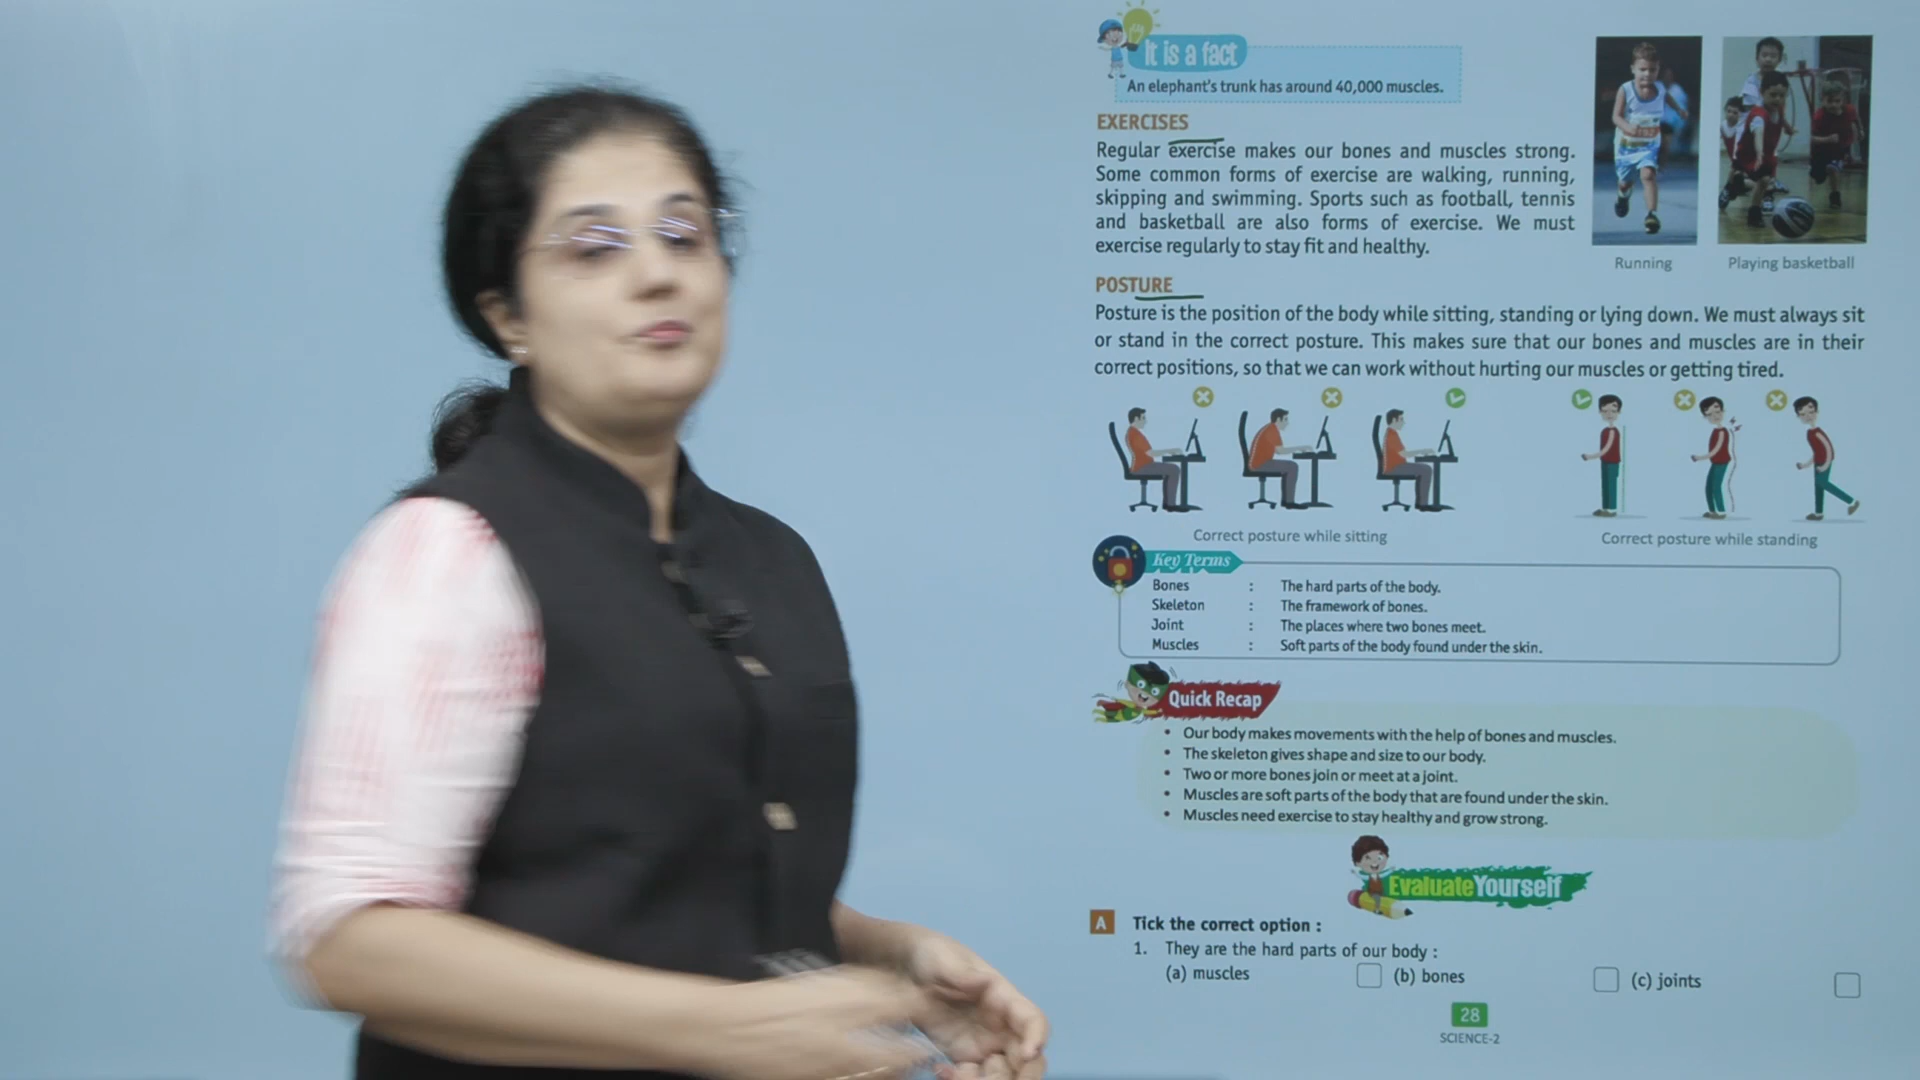 It is a fact
An elephant's trunk has around 40,000 muscles.
EXERCISES
Regular exercise makes our bones and muscles strong.
Some common forms of exercise are walking, running,
skipping and swimming. Sports such as football, tennis
and basketball are also forms of exercise. We must
exercise regularly to stay fit and healthy.
Running
Playing basketball
POSTURE
Posture is the position of the body while sitting, standing or lying down. We must always sit
or stand in the correct posture. This makes sure that our bones and muscles are in their
correct positions, so that we can work without hurting our muscles or getting tired.
Correct posture while sitting
Correct posture while standing
Key Terms
Bones : The hard parts of the body.
Skeleton : The framework of bones.
Joint : The places where two bones meet.
Muscles : Soft parts of the body found under the skin.
Quick Recap
• Our body makes movements with the help of bones and muscles.
• The skeleton gives shape and size to our body.
• Two or more bones join or meet at a joint.
• Muscles are soft parts of the body that are found under the skin.
• Muscles need exercise to stay healthy and grow strong.
Evaluate Yourself
A Tick the correct option :
1. They are the hard parts of our body :
(a) muscles (b) bones (c) joints
28
SCIENCE-2